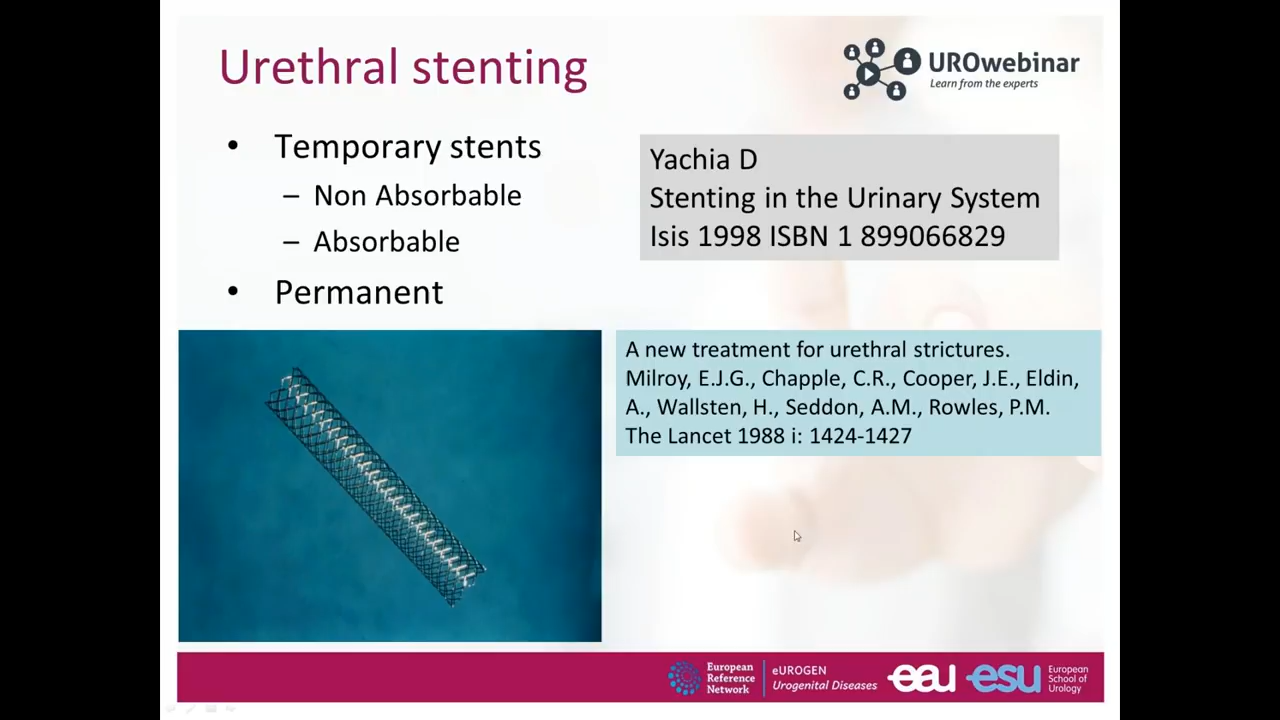 Urethral stenting
UROwebinar
Learn from the experts
• Temporary stents
– Non Absorbable
– Absorbable
• Permanent
Yachia D
Stenting in the Urinary System
Isis 1998 ISBN 1 899066829
A new treatment for urethral strictures.
Milroy, E.J.G., Chapple, C.R., Cooper, J.E., Eldin,
A., Wallsten, H., Seddon, A.M., Rowles, P.M.
The Lancet 1988 i: 1424-1427
European
Reference
Network
eUROGEN
Urogenital Diseases
eau
esu
European
School of
Urology